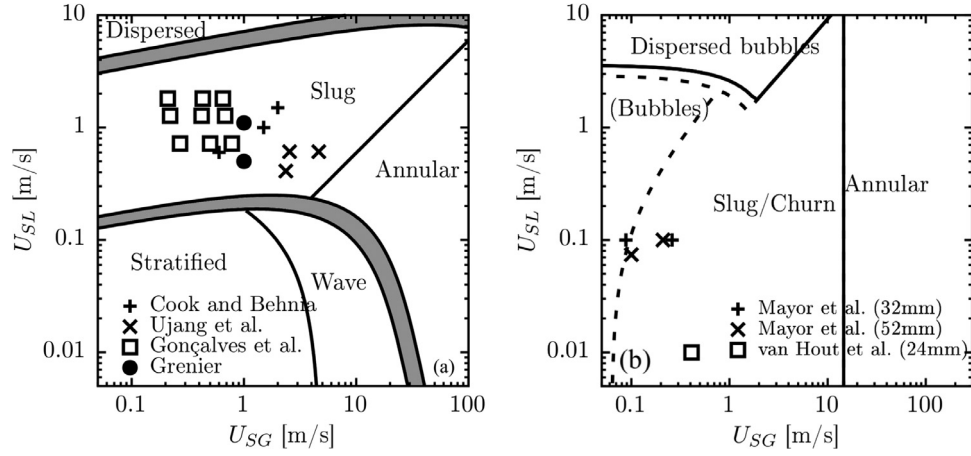 10
Dispersed
Slug
1
Annular
0.1
Stratified
Wave
Cook and Behnia
Ujang et al.
Gonçalves et al.
Grenier
0.01
(a)
0.1
1
10
100
U_SL [m/s]
U_SG [m/s]
10
Dispersed bubbles
(Bubbles)
1
Slug/Churn
Annular
0.1
Mayor et al. (32mm)
Mayor et al. (52mm)
van Hout et al. (24mm)
0.01
(b)
0.1
1
10
100
U_SL [m/s]
U_SG [m/s]